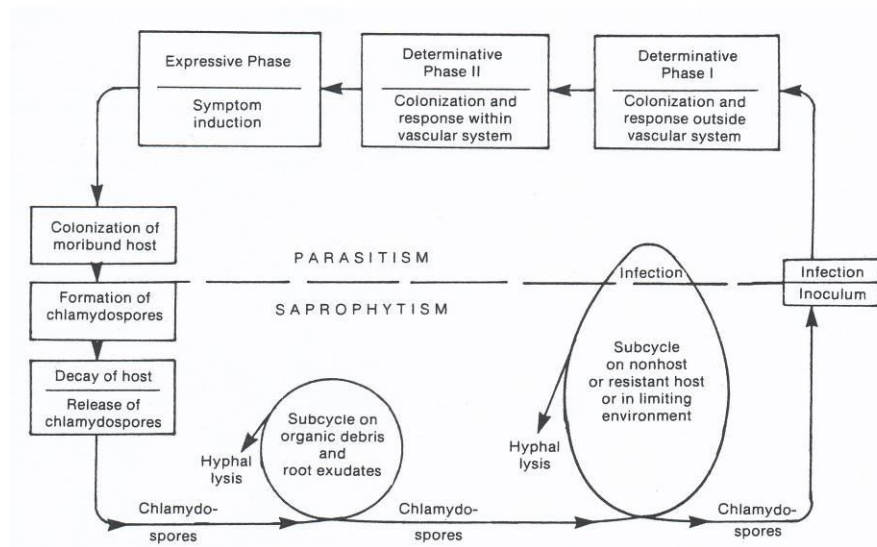 Expressive Phase
Symptom
induction
Determinative
Phase II
Colonization and
response within
vascular system
Determinative
Phase I
Colonization and
response outside
vascular system
Colonization of
moribund host
PARASITISM
Infection
Infection
Inoculum
Formation of
chlamydospores
SAPROPHYTISM
Decay of host
Release of
chlamydospores
Subcycle on
organic debris
and
root exudates
Hyphal
lysis
Subcycle
on nonhost
or resistant host
or in limiting
environment
Hyphal
lysis
Chlamydo-
spores
Chlamydo-
spores
Chlamydo-
spores